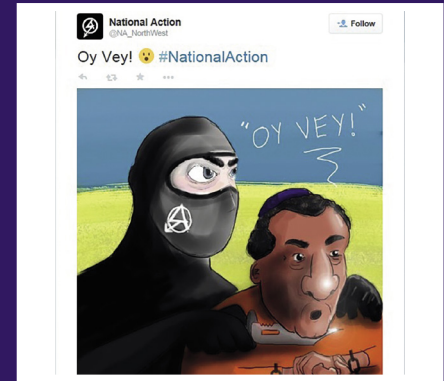 National Action
@NA_NorthWest
Follow
Oy Vey! 😮 #NationalAction
"OY VEY!"